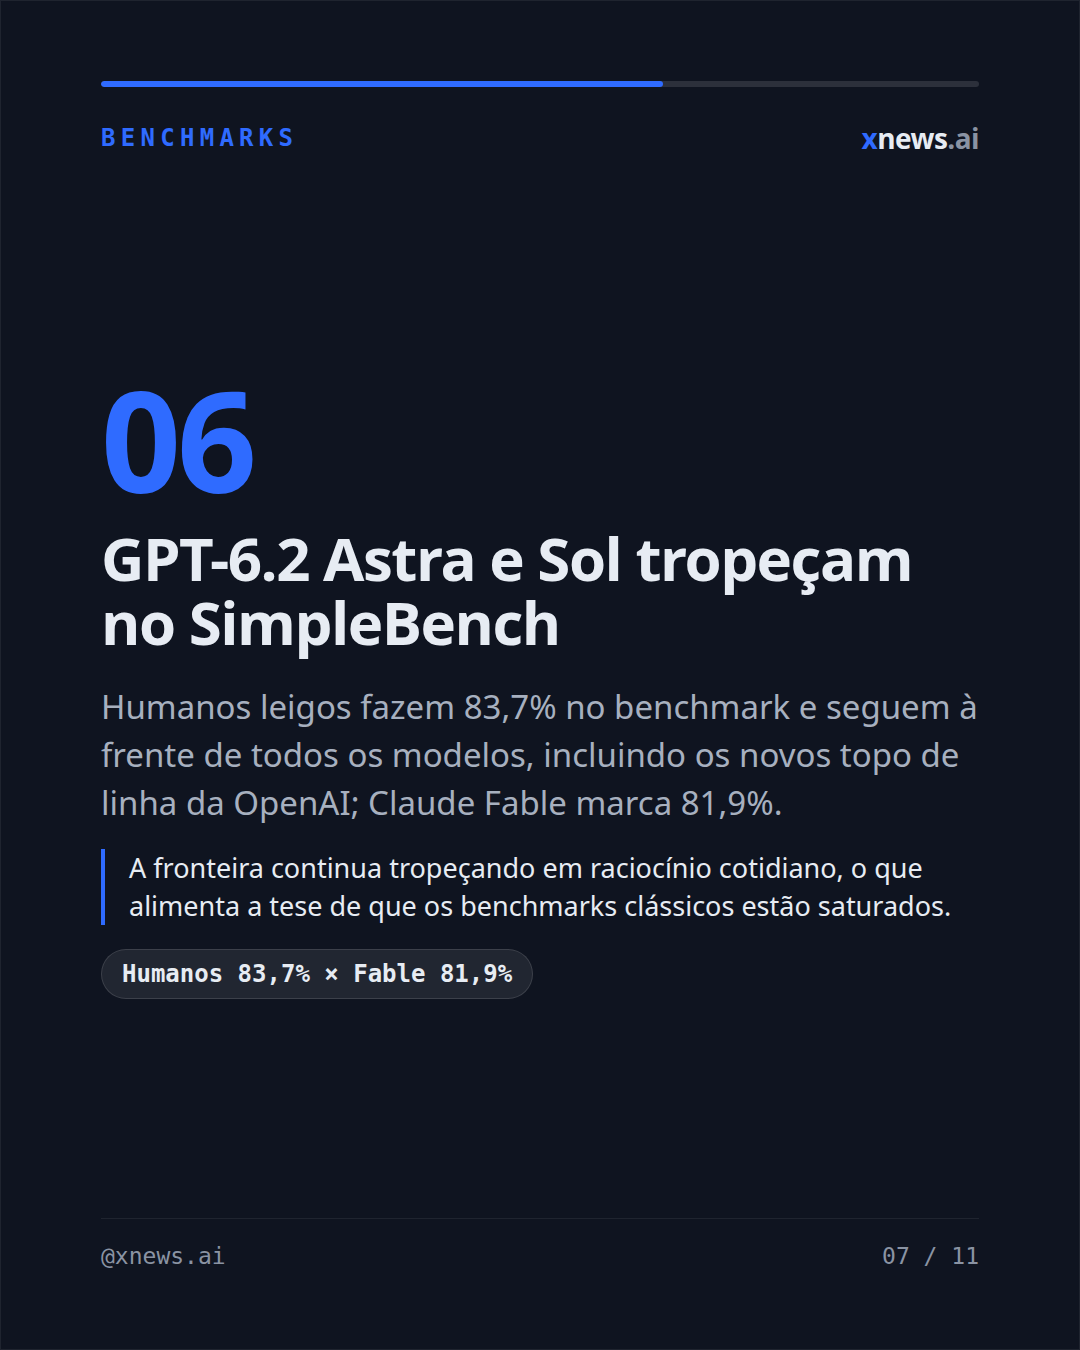 BENCHMARKS
xnews.ai
06
GPT-6.2 Astra e Sol tropeçam
no SimpleBench
Humanos leigos fazem 83,7% no benchmark e seguem à
frente de todos os modelos, incluindo os novos topo de
linha da OpenAI; Claude Fable marca 81,9%.
A fronteira continua tropeçando em raciocínio cotidiano, o que
alimenta a tese de que os benchmarks clássicos estão saturados.
Humanos 83,7% × Fable 81,9%
@xnews.ai
07 / 11